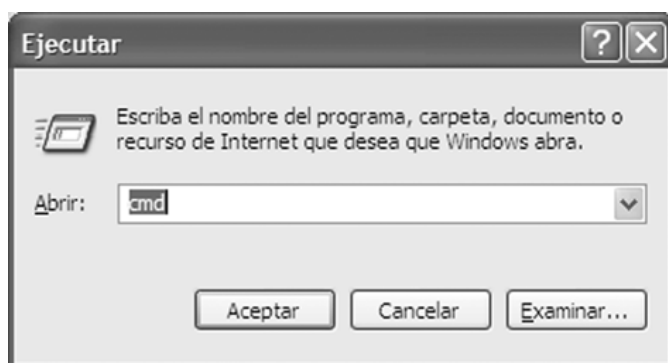 Ejecutar
Escriba el nombre del programa, carpeta, documento o
recurso de Internet que desea que Windows abra.
Abrir: cmd
Aceptar Cancelar Examinar...